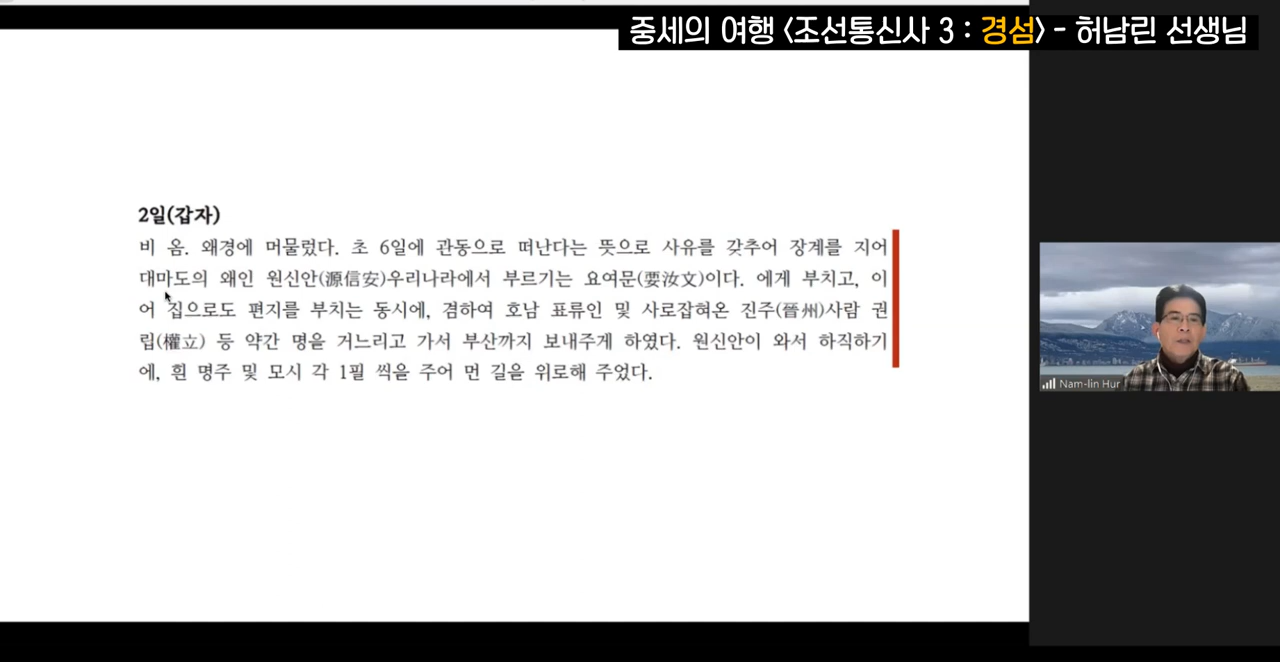 중세의 여행 <조선통신사 3 : 경섬> - 허남린 선생님
2일(갑자)
비 옴. 왜경에 머물렀다. 초 6일에 관동으로 떠난다는 뜻으로 사유를 갖추어 장계를 지어
대마도의 왜인 원신안(源信安)우리나라에서 부르기는 요여문(要汝文)이다. 에게 부치고, 이
어 집으로도 편지를 부치는 동시에, 겸하여 호남 표류인 및 사로잡혀온 진주(晉州)사람 권
립(權立) 등 약간 명을 거느리고 가서 부산까지 보내주게 하였다. 원신안이 와서 하직하기
에, 흰 명주 및 모시 각 1필 씩을 주어 먼 길을 위로해 주었다.
Nam-lin Hur